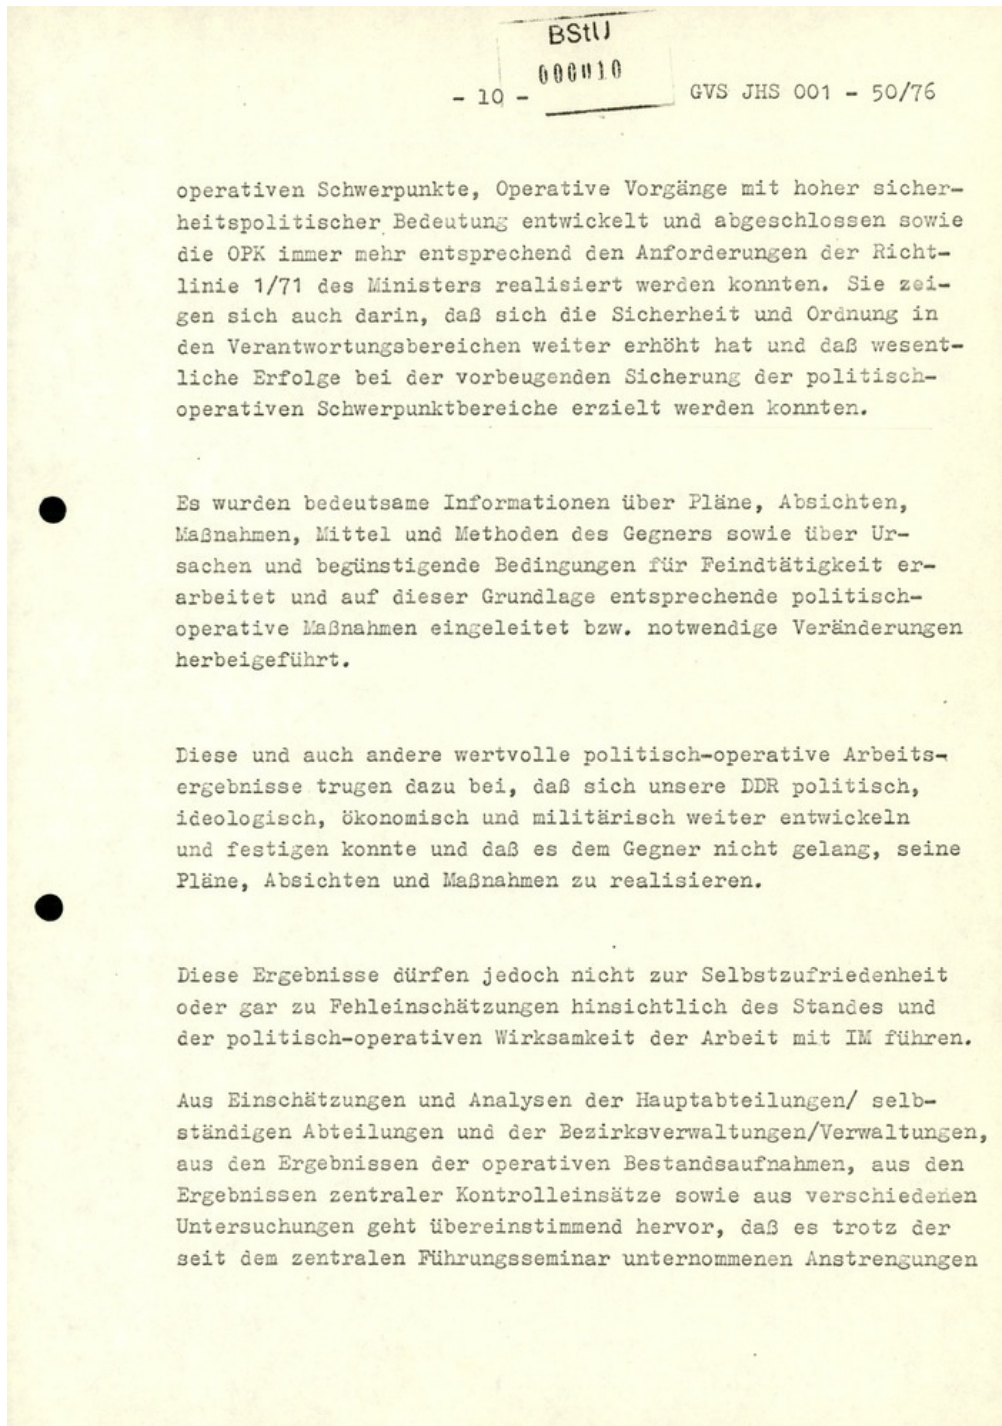 BStU
000010
- 10 -
GVS JHS 001 - 50/76
operativen Schwerpunkte, Operative Vorgänge mit hoher sicher-
heitspolitischer Bedeutung entwickelt und abgeschlossen sowie
die OPK immer mehr entsprechend den Anforderungen der Richt-
linie 1/71 des Ministers realisiert werden konnten. Sie zei-
gen sich auch darin, daß sich die Sicherheit und Ordnung in
den Verantwortungsbereichen weiter erhöht hat und daß wesent-
liche Erfolge bei der vorbeugenden Sicherung der politisch-
operativen Schwerpunktbereiche erzielt werden konnten.
Es wurden bedeutsame Informationen über Pläne, Absichten,
Maßnahmen, Mittel und Methoden des Gegners sowie über Ur-
sachen und begünstigende Bedingungen für Feindtätigkeit er-
arbeitet und auf dieser Grundlage entsprechende politisch-
operative Maßnahmen eingeleitet bzw. notwendige Veränderungen
herbeigeführt.
Diese und auch andere wertvolle politisch-operative Arbeits-
ergebnisse trugen dazu bei, daß sich unsere DDR politisch,
ideologisch, ökonomisch und militärisch weiter entwickeln
und festigen konnte und daß es dem Gegner nicht gelang, seine
Pläne, Absichten und Maßnahmen zu realisieren.
Diese Ergebnisse dürfen jedoch nicht zur Selbstzufriedenheit
oder gar zu Fehleinschätzungen hinsichtlich des Standes und
der politisch-operativen Wirksamkeit der Arbeit mit IM führen.
Aus Einschätzungen und Analysen der Hauptabteilungen/ selb-
ständigen Abteilungen und der Bezirksverwaltungen/Verwaltungen,
aus den Ergebnissen der operativen Bestandsaufnahmen, aus den
Ergebnissen zentraler Kontrolleinsätze sowie aus verschiedenen
Untersuchungen geht übereinstimmend hervor, daß es trotz der
seit dem zentralen Führungsseminar unternommenen Anstrengungen